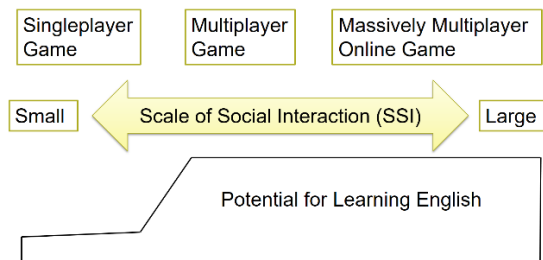 Singleplayer
Game
Multiplayer
Game
Massively Multiplayer
Online Game
Small
Scale of Social Interaction (SSI)
Large
Potential for Learning English